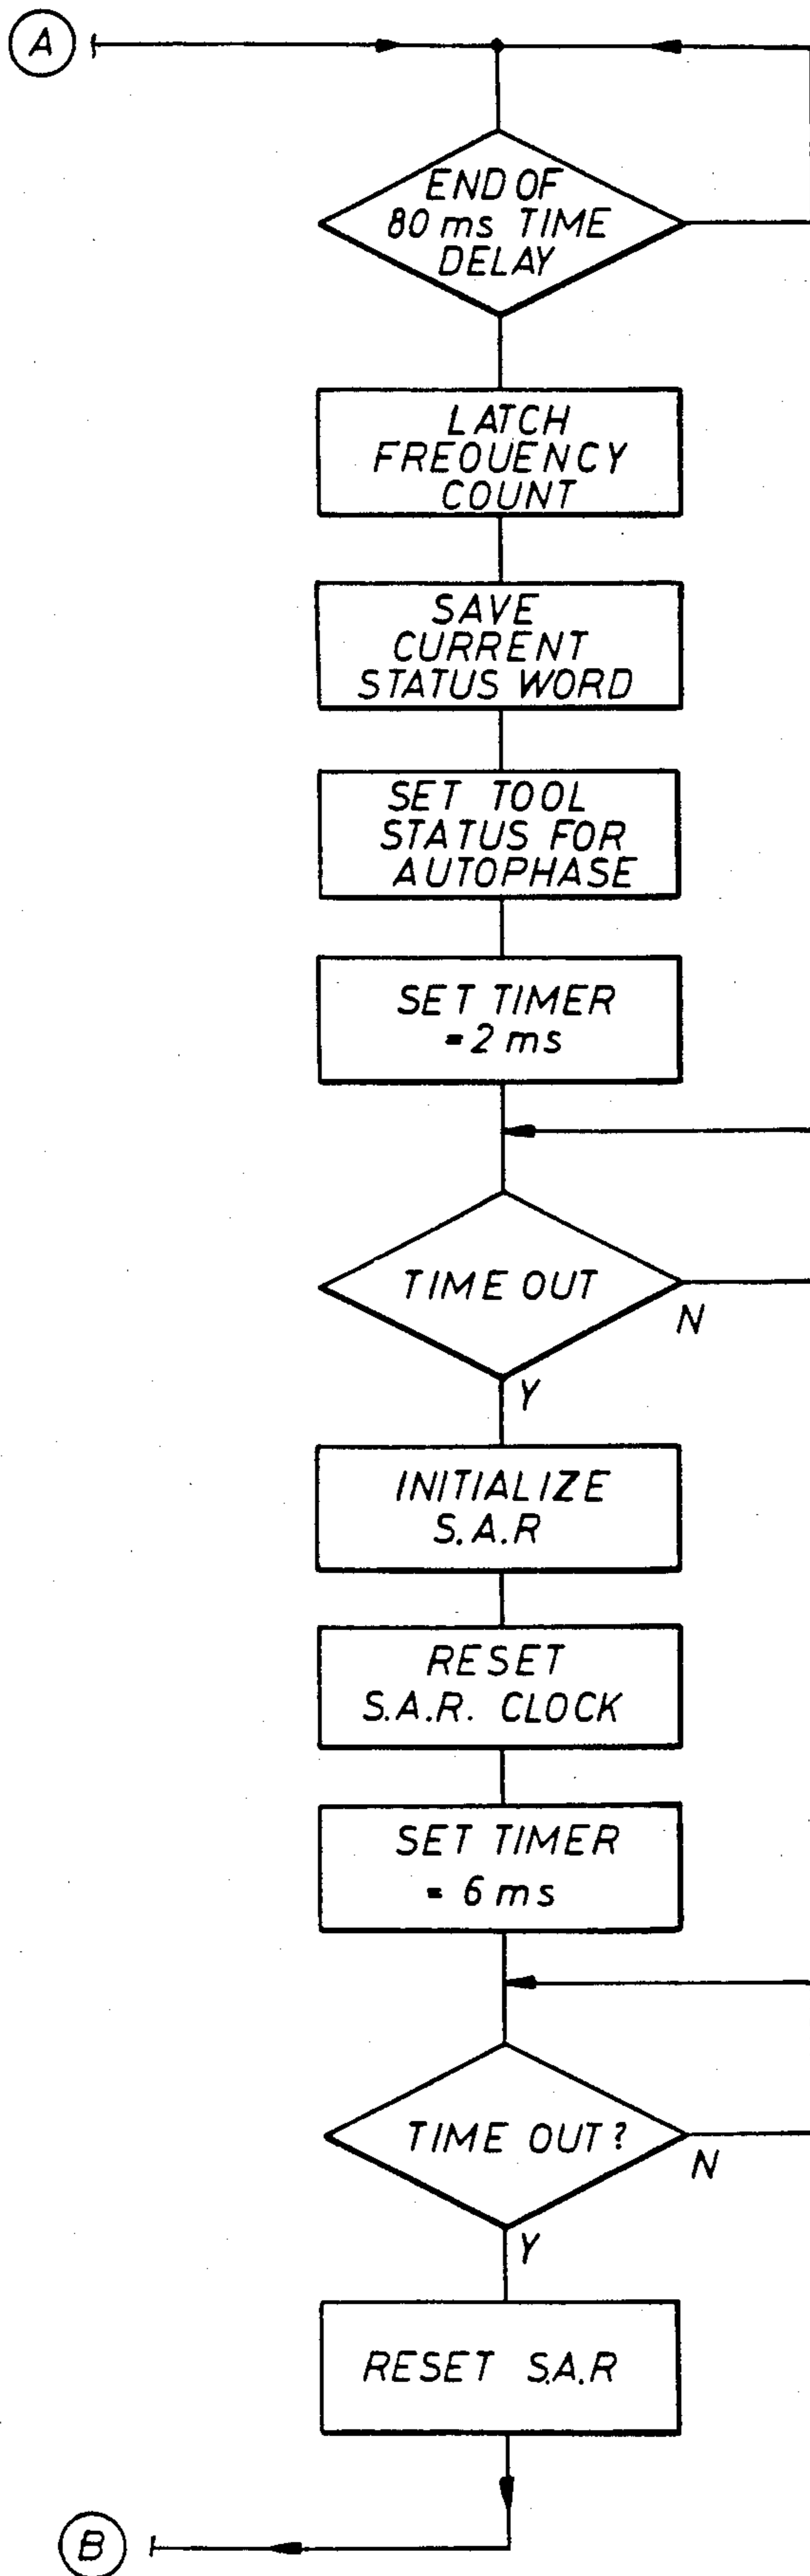 A
END OF
80 ms TIME
DELAY
LATCH
FREQUENCY
COUNT
SAVE
CURRENT
STATUS WORD
SET TOOL
STATUS FOR
AUTOPHASE
SET TIMER
= 2 ms
TIME OUT
N
Y
INITIALIZE
S.A.R
RESET
S.A.R. CLOCK
SET TIMER
= 6 ms
TIME OUT?
N
Y
RESET S.A.R
B